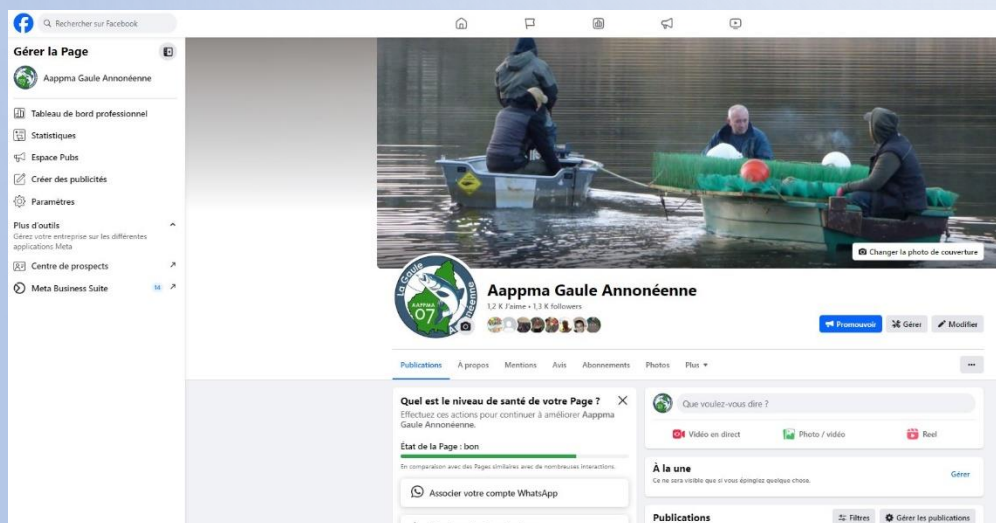 Rechercher sur Facebook
Gérer la Page
Aappma Gaule Annonéenne
Tableau de bord professionnel
Statistiques
Espace Pubs
Créer des publicités
Paramètres
Plus d'outils
Gérez votre entreprise sur les différentes
applications Meta
Centre de prospects
Meta Business Suite
14
Changer la photo de couverture
La Gaule Annonéenne
AAPPMA
07
Aappma Gaule Annonéenne
1,2 K J'aime • 1,3 K followers
Promouvoir
Gérer
Modifier
Publications
À propos
Mentions
Avis
Abonnements
Photos
Plus
Quel est le niveau de santé de votre Page ?
Effectuez ces actions pour continuer à améliorer Aappma
Gaule Annonéenne.
État de la Page : bon
En comparaison avec des Pages similaires avec de nombreuses interactions.
Associer votre compte WhatsApp
Que voulez-vous dire ?
Vidéo en direct
Photo / vidéo
Reel
À la une
Ce ne sera visible que si vous épinglez quelque chose.
Gérer
Publications
Filtres
Gérer les publications